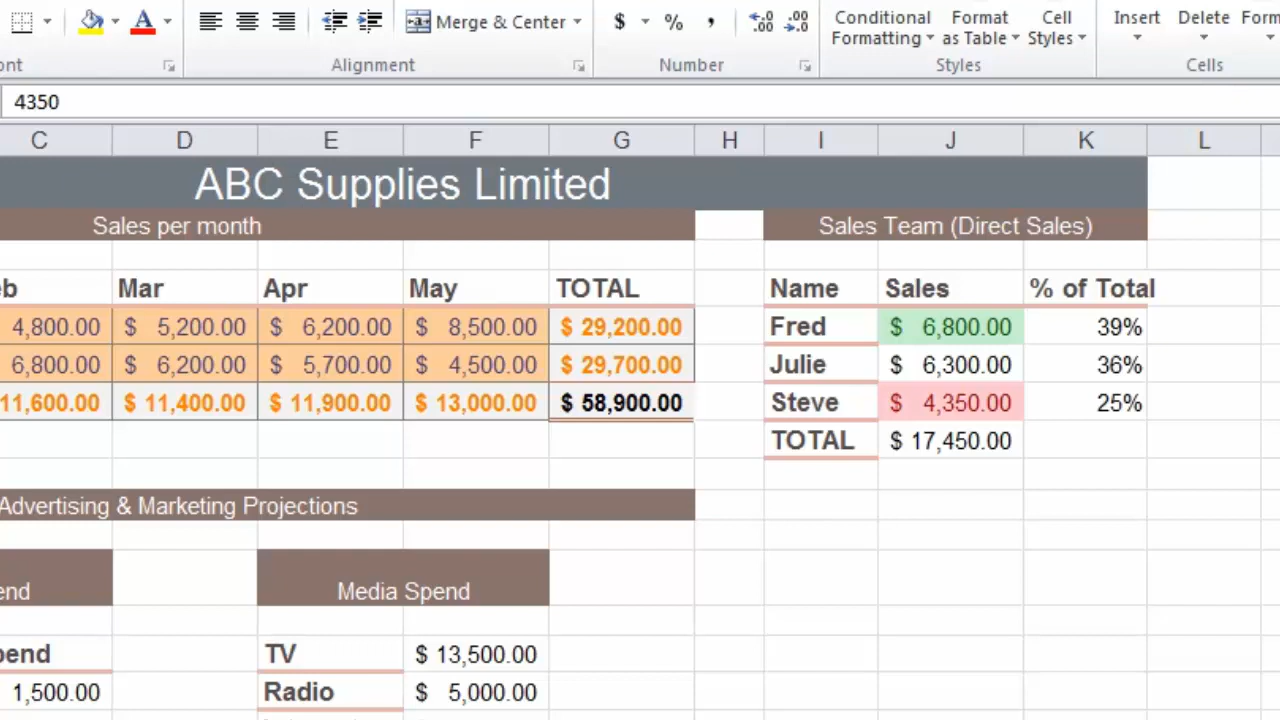 Merge & Center $ % , .00 .00
Conditional Formatting Format as Table Cell Styles Insert Delete Form
ont Alignment Number Styles Cells
4350
C D E F G H I J K L
ABC Supplies Limited
Sales per month Sales Team (Direct Sales)
eb Mar Apr May TOTAL Name Sales % of Total
4,800.00 $ 5,200.00 $ 6,200.00 $ 8,500.00 $ 29,200.00 Fred $ 6,800.00 39%
6,800.00 $ 6,200.00 $ 5,700.00 $ 4,500.00 $ 29,700.00 Julie $ 6,300.00 36%
11,600.00 $ 11,400.00 $ 11,900.00 $ 13,000.00 $ 58,900.00 Steve $ 4,350.00 25%
TOTAL $ 17,450.00
Advertising & Marketing Projections
end Media Spend
pend TV $ 13,500.00
1,500.00 Radio $ 5,000.00